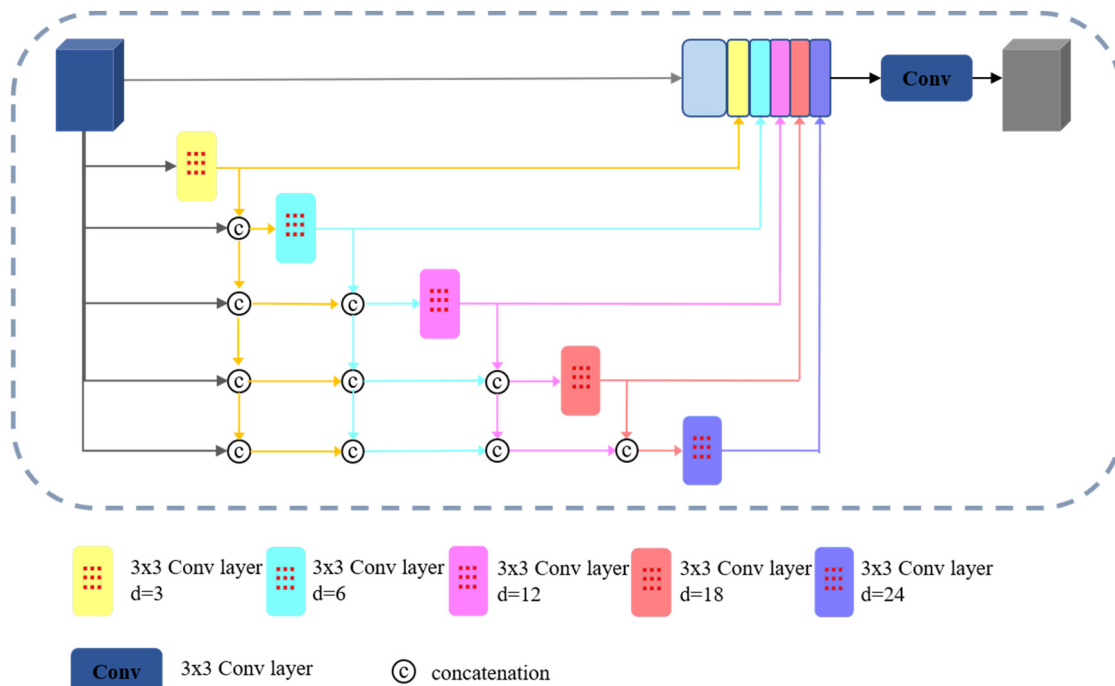 Conv
c
c c
c c c
c c c c
3x3 Conv layer
d=3
3x3 Conv layer
d=6
3x3 Conv layer
d=12
3x3 Conv layer
d=18
3x3 Conv layer
d=24
Conv
3x3 Conv layer
c
concatenation